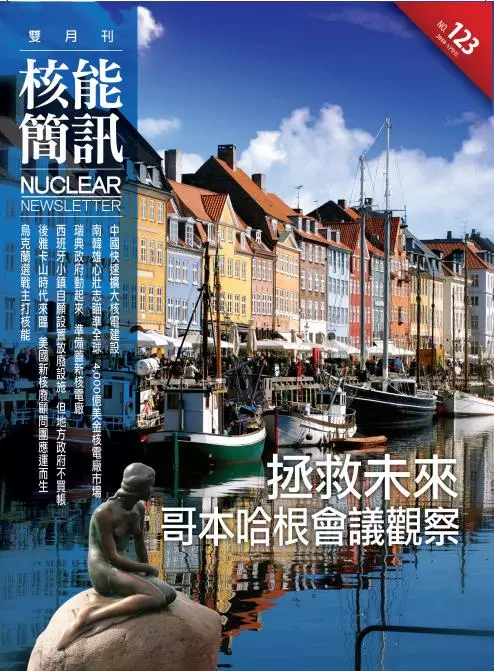 NO. 123
2010 APRIL
雙月刊
核能
簡訊
NUCLEAR
NEWSLETTER
中國快速擴大核電建設
南韓雄心壯志瞄準全球 4,000億美金核電廠市場
瑞典政府動起來 準備蓋新核電廠
西班牙小鎮自願設置放廢設施 但地方政府不買帳
後雅卡山時代來臨 美國新核廢顧問團應運而生
烏克蘭選戰主打核能
拯救未來
哥本哈根會議觀察